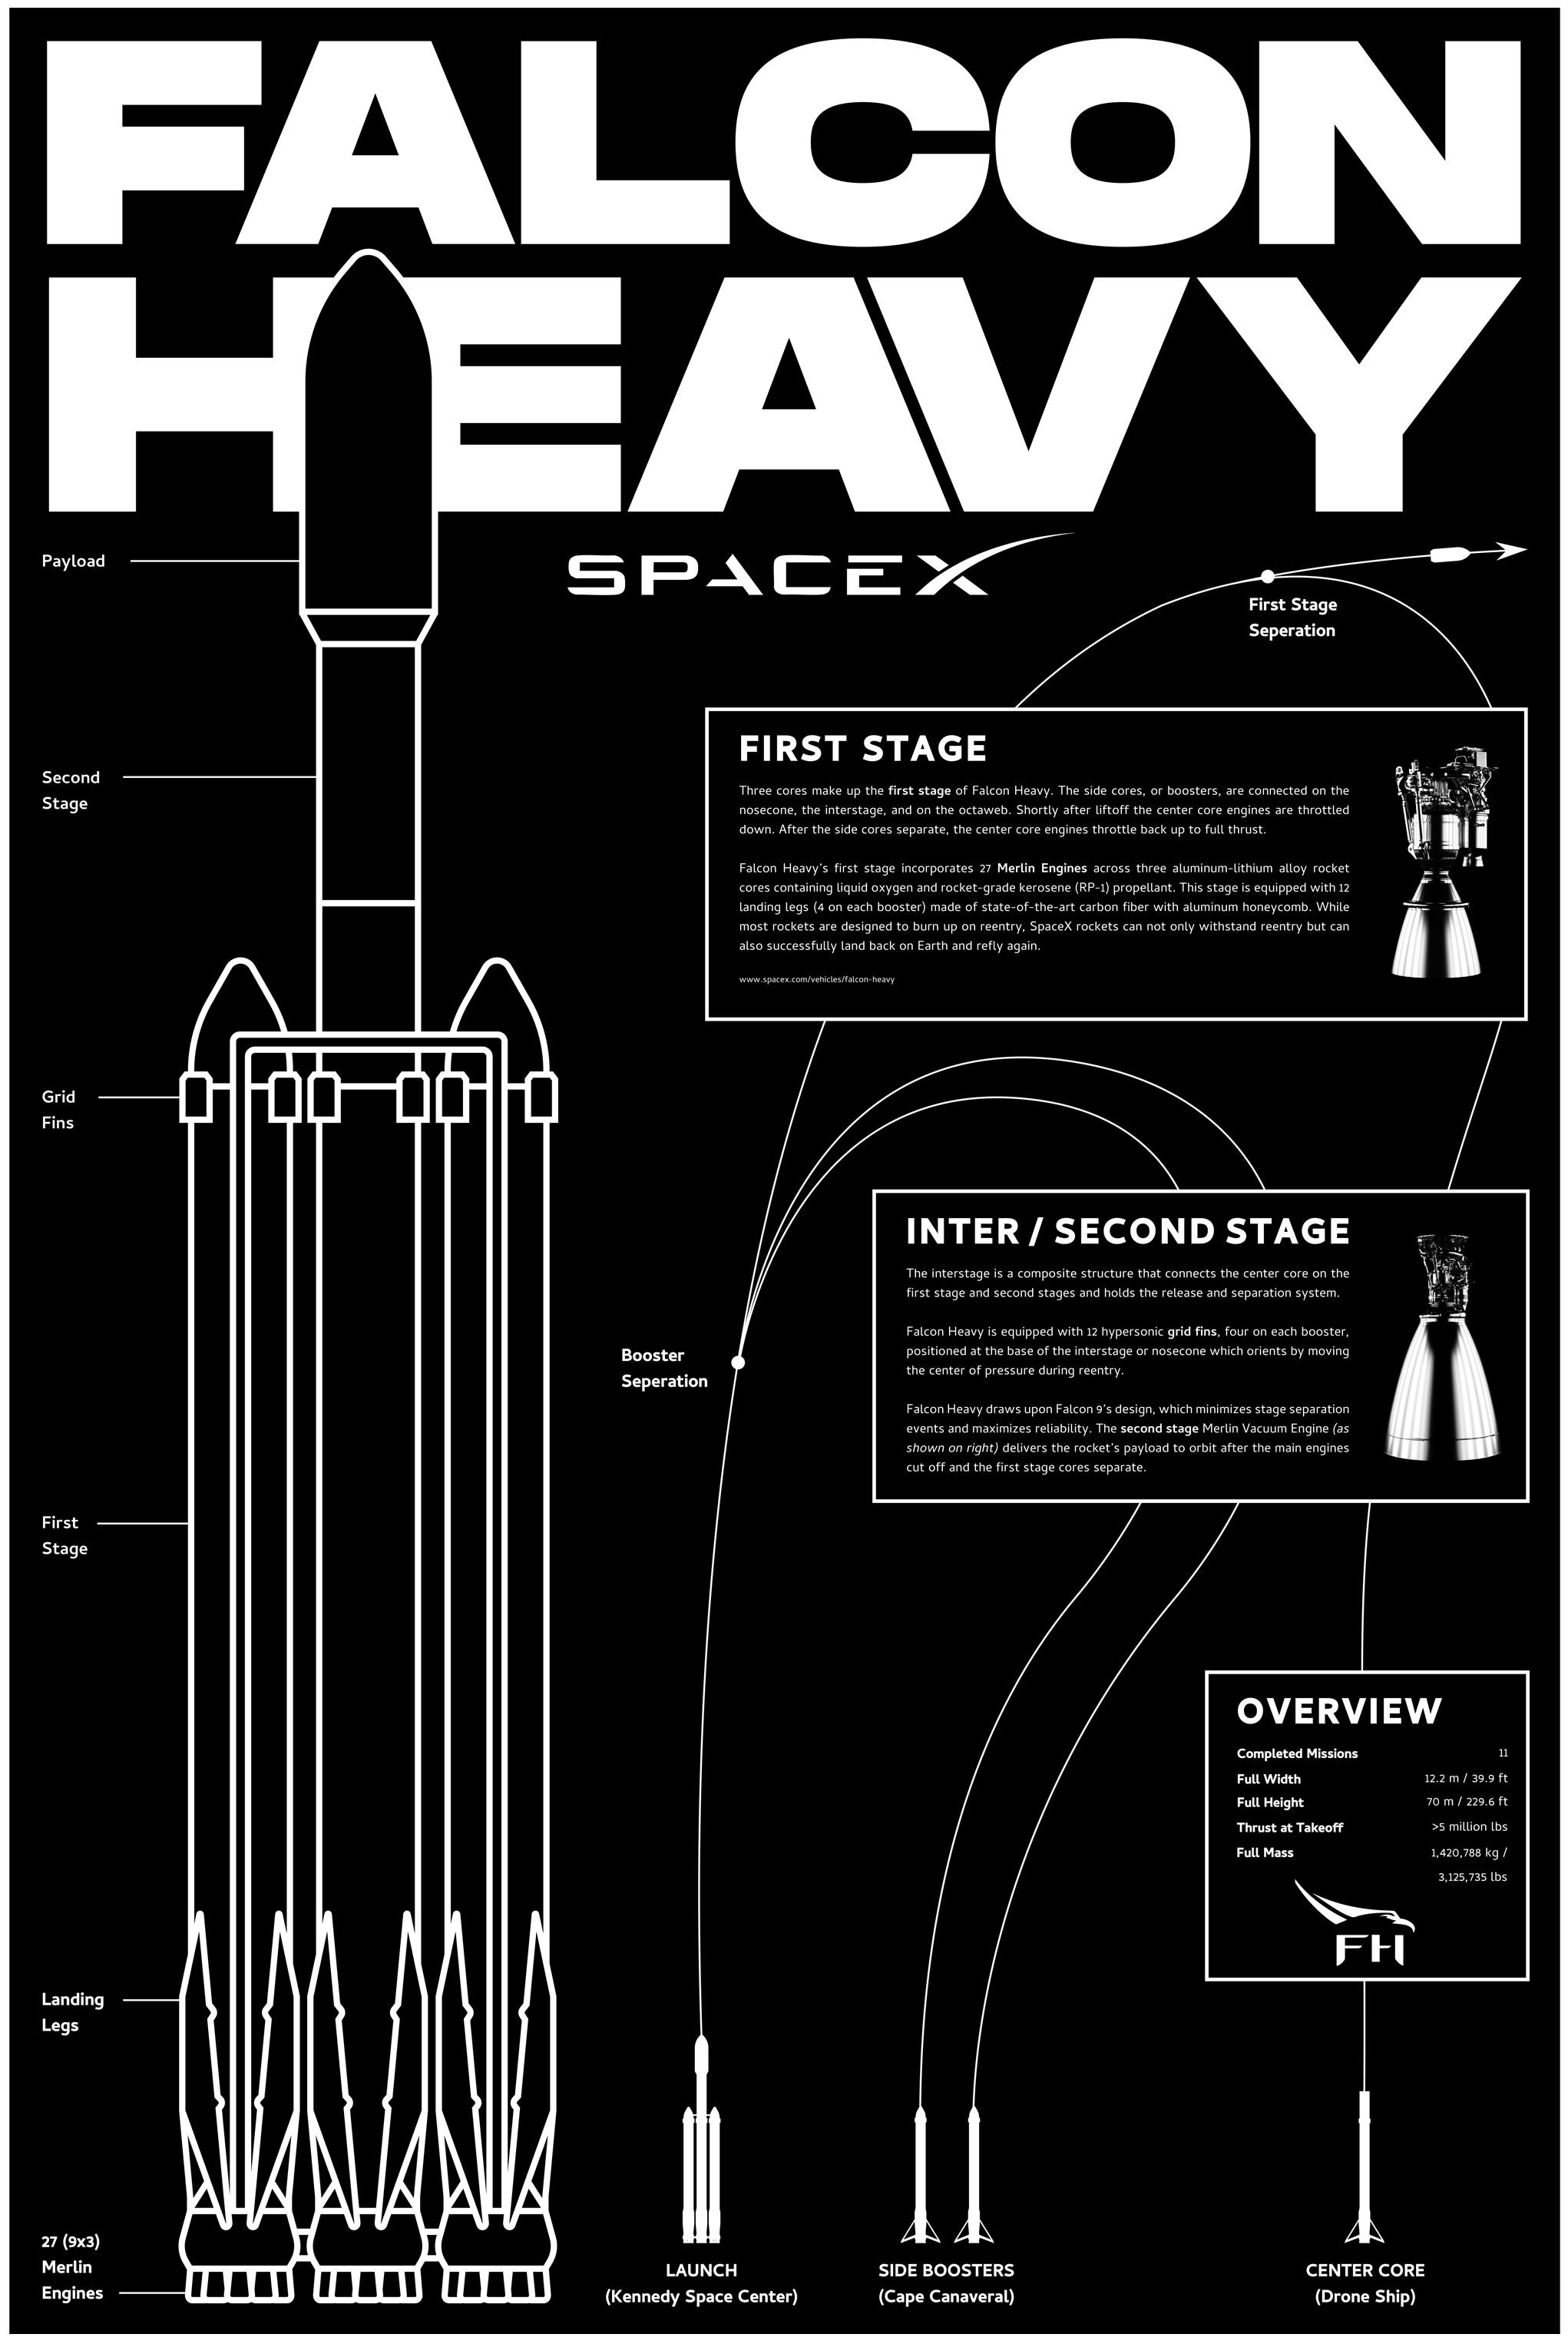 FALCON
HEAVY
SPACEX
Payload
Second
Stage
Grid
Fins
First
Stage
Landing
Legs
27 (9x3)
Merlin
Engines
First Stage
Seperation
FIRST STAGE
Three cores make up the first stage of Falcon Heavy. The side cores, or boosters, are connected on the
nosecone, the interstage, and on the octaweb. Shortly after liftoff the center core engines are throttled
down. After the side cores separate, the center core engines throttle back up to full thrust.
Falcon Heavy's first stage incorporates 27 Merlin Engines across three aluminum-lithium alloy rocket
cores containing liquid oxygen and rocket-grade kerosene (RP-1) propellant. This stage is equipped with 12
landing legs (4 on each booster) made of state-of-the-art carbon fiber with aluminum honeycomb. While
most rockets are designed to burn up on reentry, SpaceX rockets can not only withstand reentry but can
also successfully land back on Earth and refly again.
www.spacex.com/vehicles/falcon-heavy
Booster
Seperation
INTER / SECOND STAGE
The interstage is a composite structure that connects the center core on the
first stage and second stages and holds the release and separation system.
Falcon Heavy is equipped with 12 hypersonic grid fins, four on each booster,
positioned at the base of the interstage or nosecone which orients by moving
the center of pressure during reentry.
Falcon Heavy draws upon Falcon 9's design, which minimizes stage separation
events and maximizes reliability. The second stage Merlin Vacuum Engine (as
shown on right) delivers the rocket's payload to orbit after the main engines
cut off and the first stage cores separate.
OVERVIEW
Completed Missions 11
Full Width 12.2 m / 39.9 ft
Full Height 70 m / 229.6 ft
Thrust at Takeoff >5 million lbs
Full Mass 1,420,788 kg /
3,125,735 lbs
FH
LAUNCH
(Kennedy Space Center)
SIDE BOOSTERS
(Cape Canaveral)
CENTER CORE
(Drone Ship)